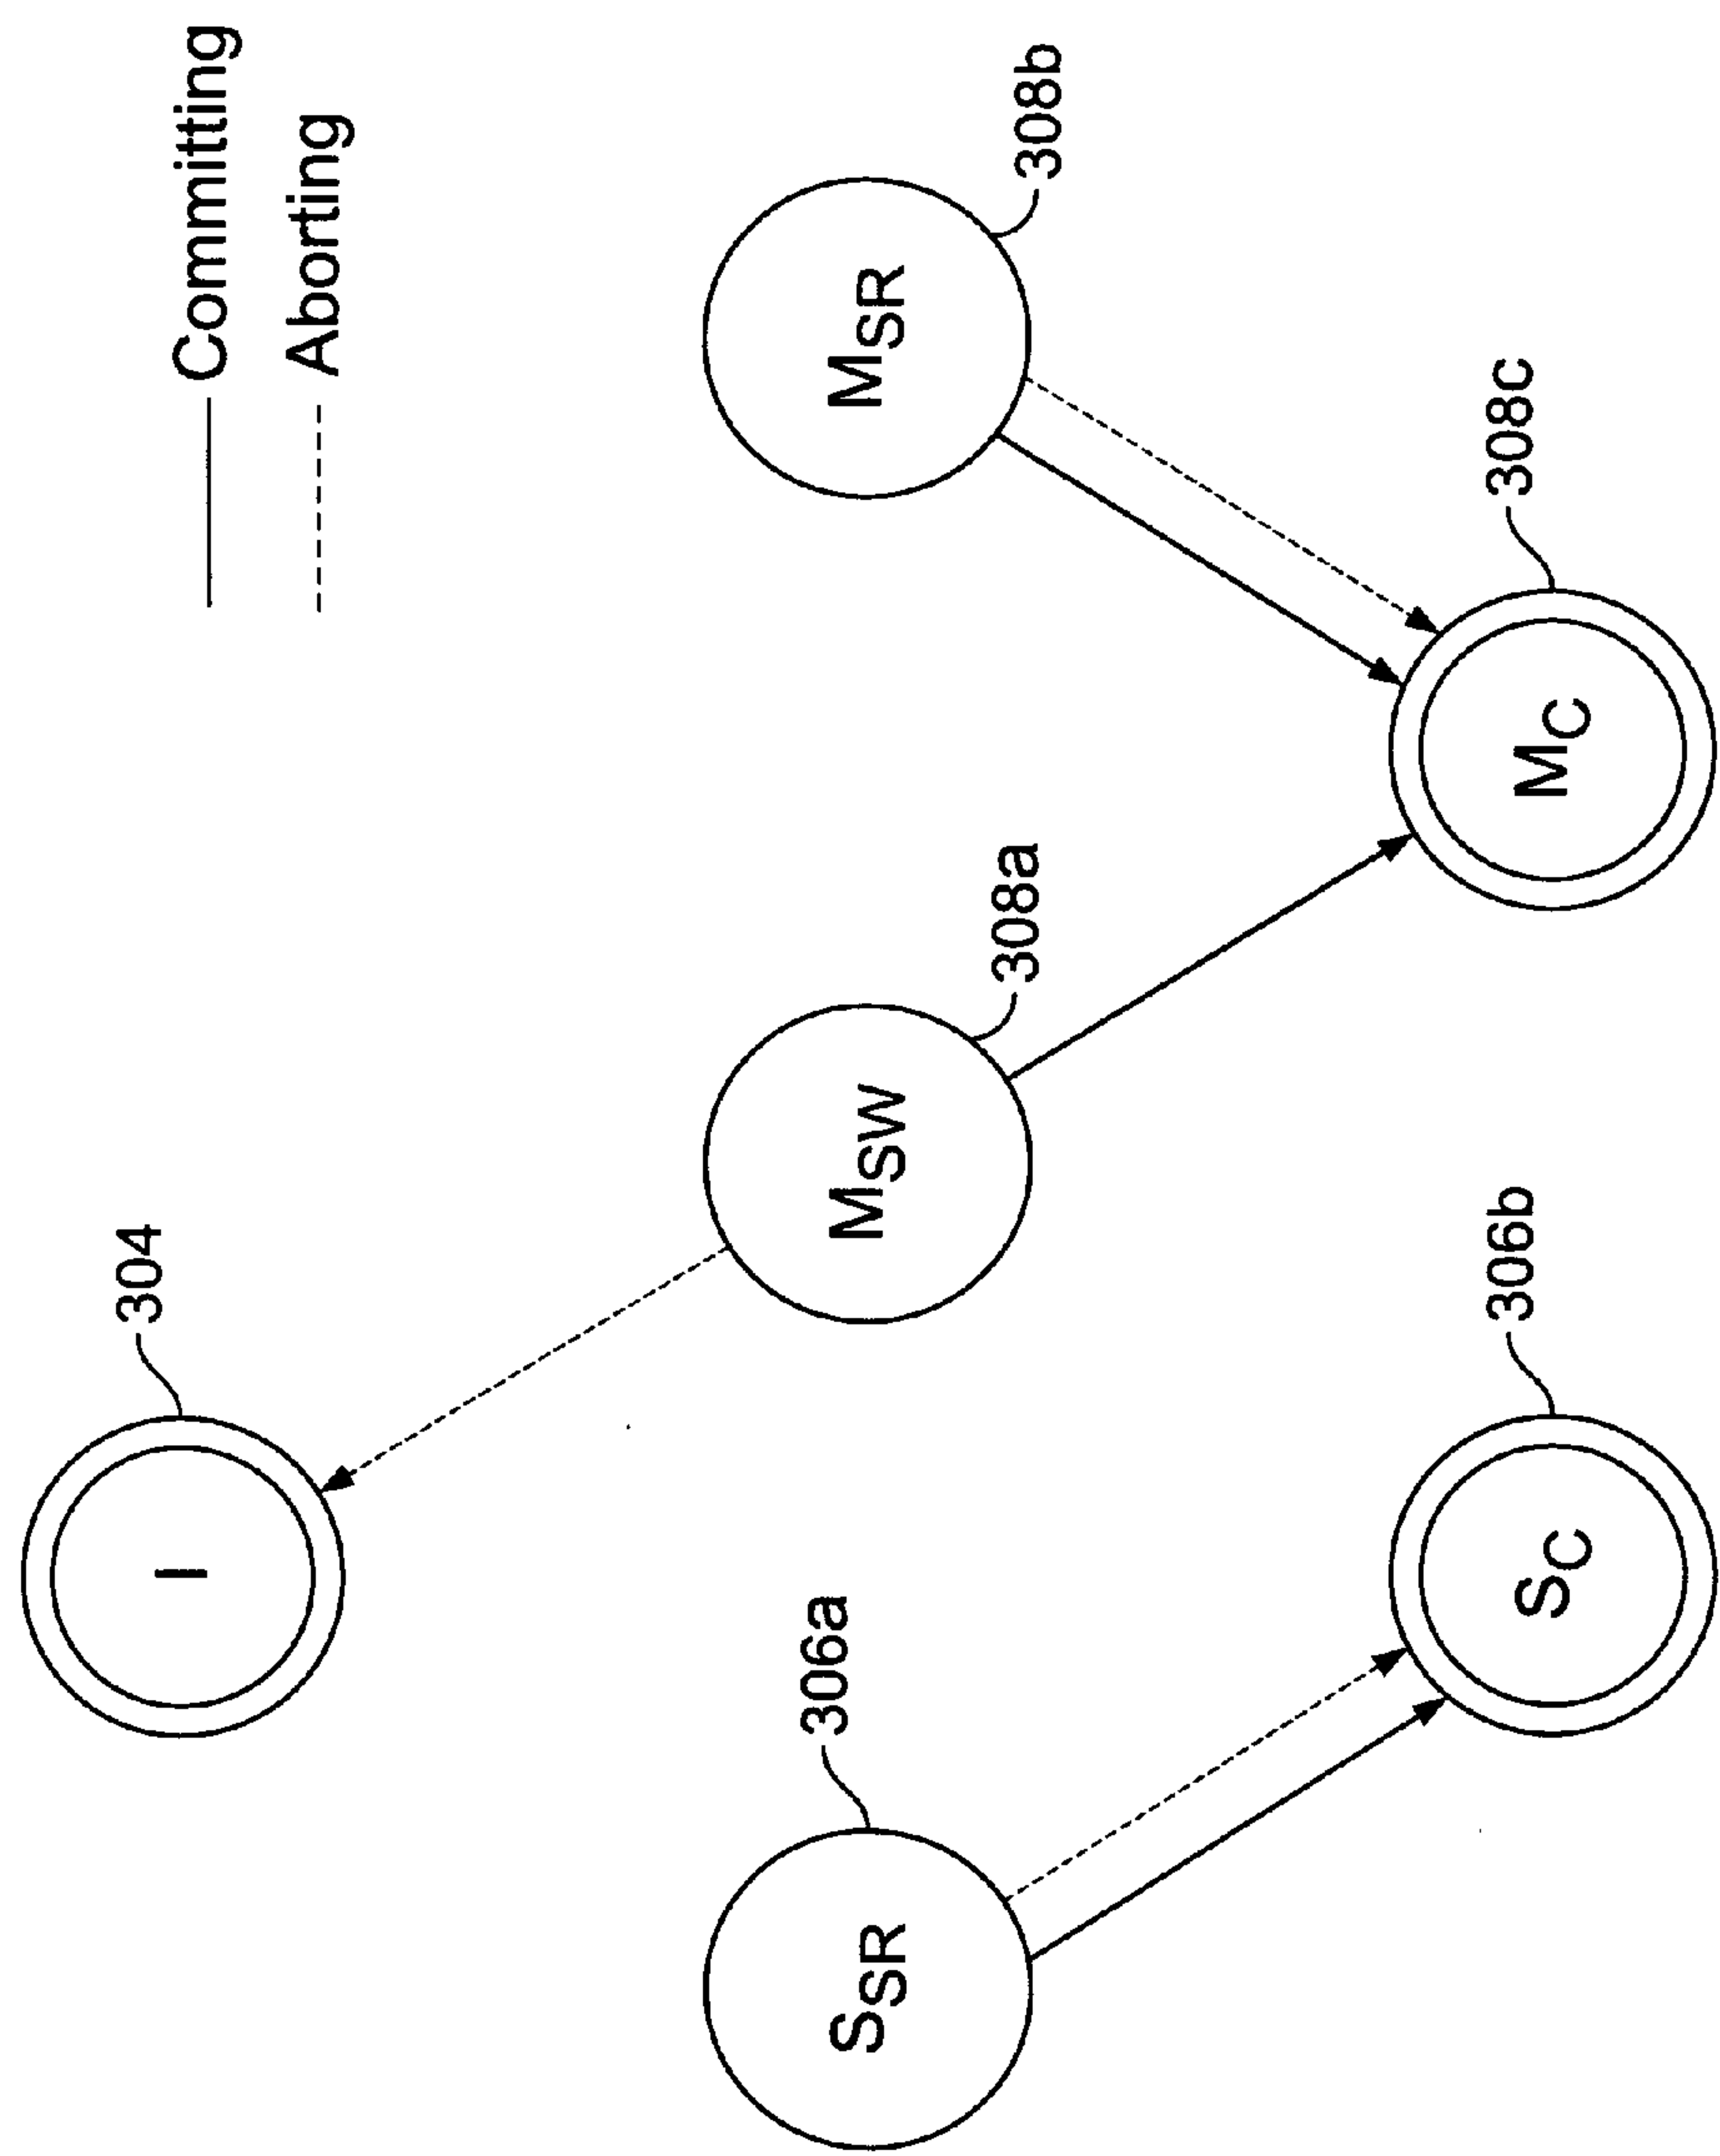 Committing
Aborting
304
I
306a
SSR
308a
MSW
308b
MSR
306b
SC
308c
MC